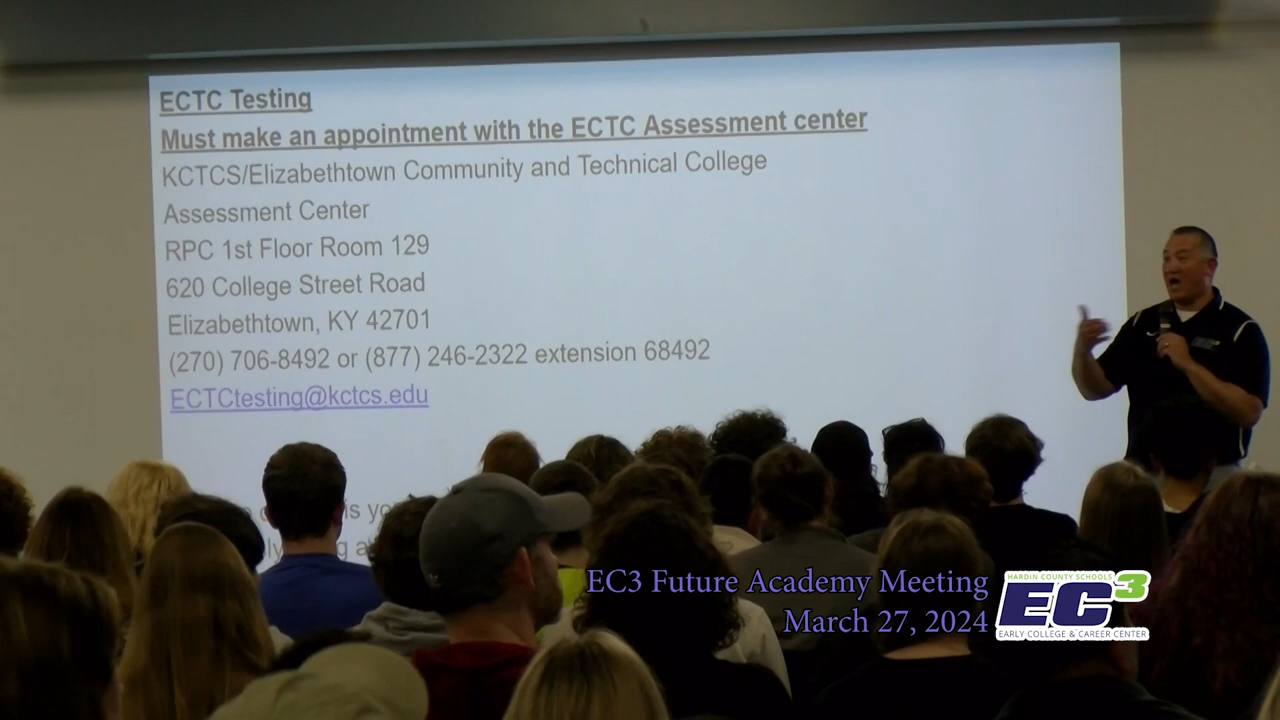 ECTC Testing
Must make an appointment with the ECTC Assessment center
KCTCS/Elizabethtown Community and Technical College
Assessment Center
RPC 1st Floor Room 129
620 College Street Road
Elizabethtown, KY 42701
(270) 706-8492 or (877) 246-2322 extension 68492
ECTCtesting@kctcs.edu
EC3 Future Academy Meeting
March 27, 2024
HARDIN COUNTY SCHOOLS
EC3
EARLY COLLEGE & CAREER CENTER